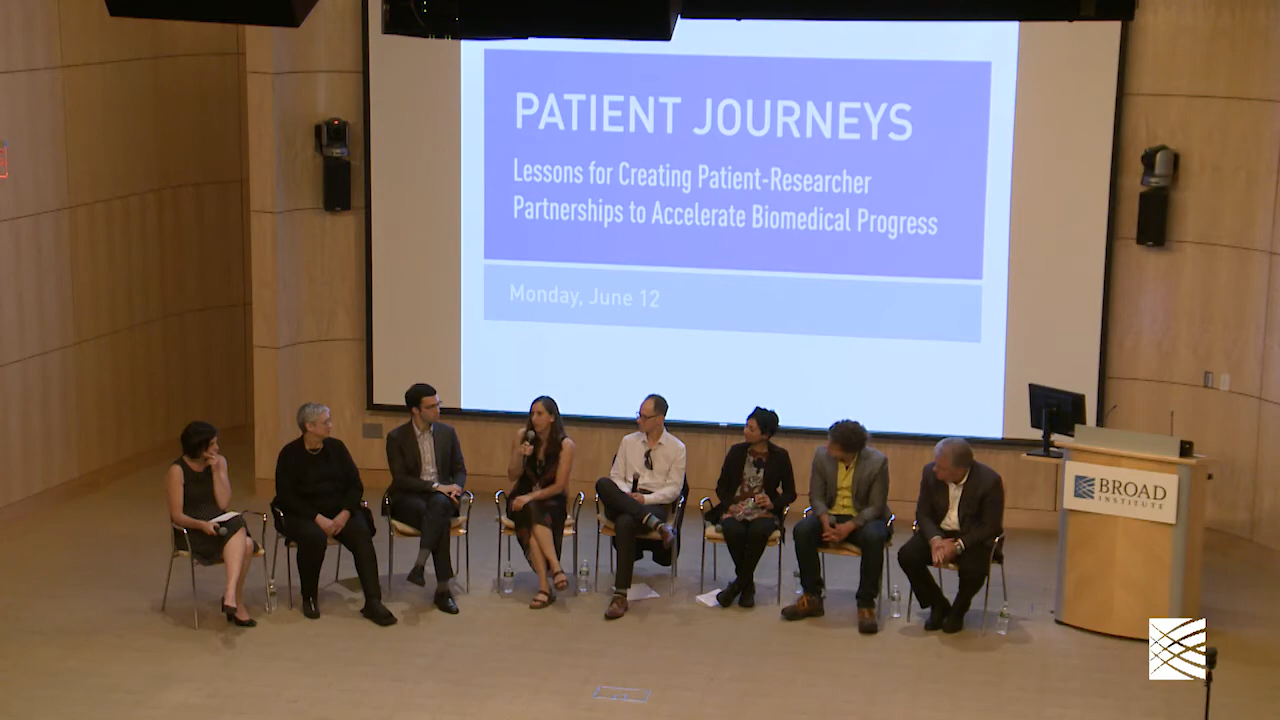 PATIENT JOURNEYS
Lessons for Creating Patient-Researcher
Partnerships to Accelerate Biomedical Progress
Monday, June 12
BROAD
INSTITUTE